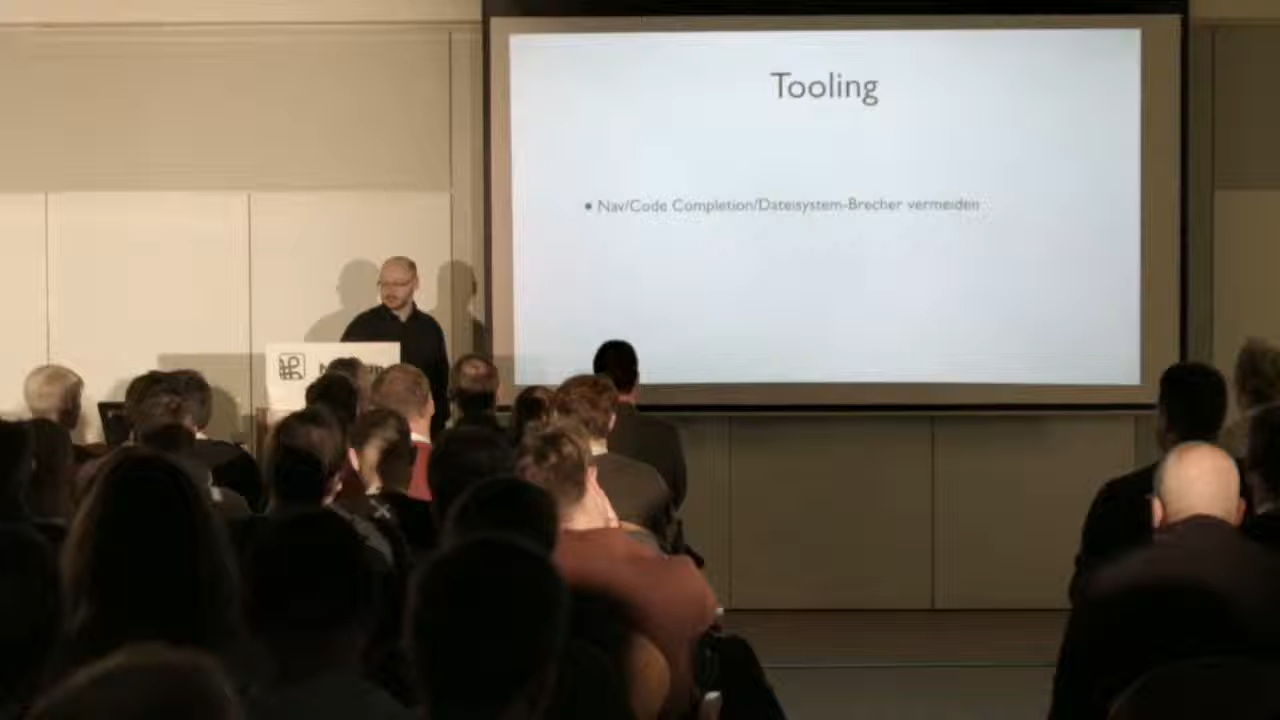 Tooling
• Nav/Code Completion/Dateisystem-Brecher vermeiden